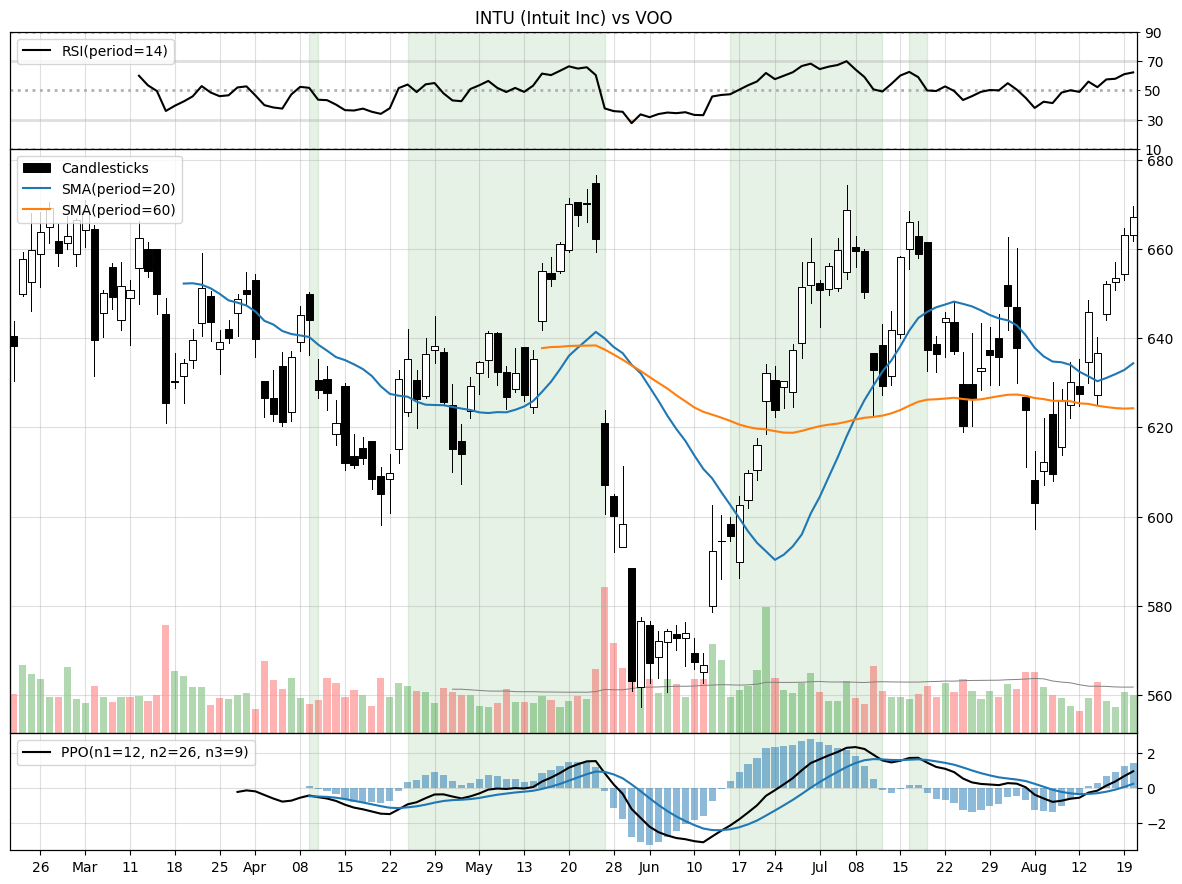 INTU (Intuit Inc) vs VOO
RSI(period=14)
90
70
50
30
10
Candlesticks
SMA(period=20)
SMA(period=60)
680
660
640
620
600
580
560
PPO(n1=12, n2=26, n3=9)
2
0
−2
26 Mar 11 18 25 Apr 08 15 22 29 May 13 20 28 Jun 10 17 24 Jul 08 15 22 29 Aug 12 19